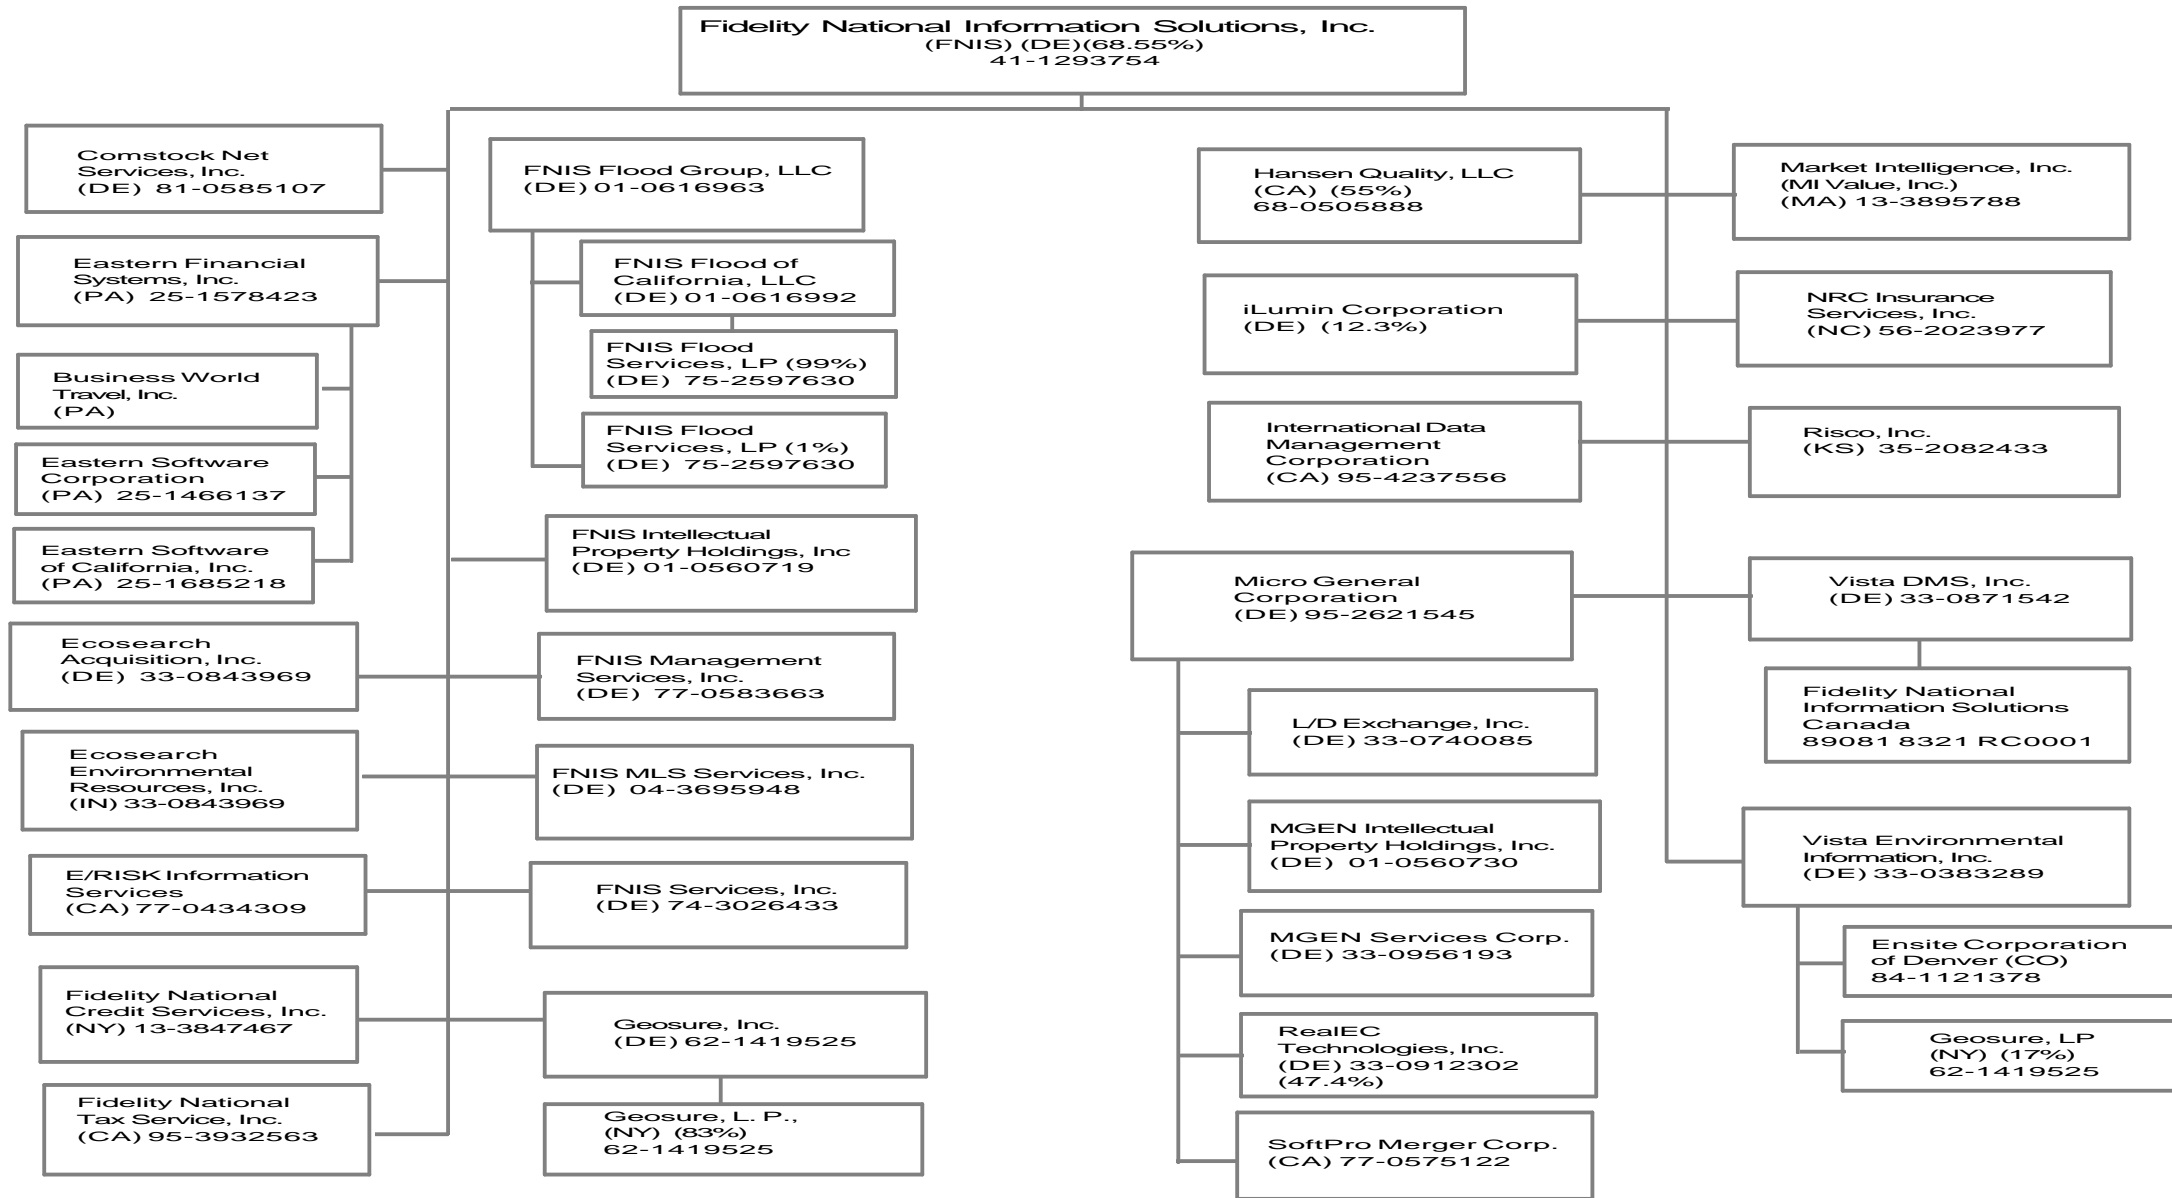 Fidelity National Information Solutions, Inc.
(FNIS) (DE)(68.55%)
41-1293754
Comstock Net
Services, Inc.
(DE) 81-0585107
Eastern Financial
Systems, Inc.
(PA) 25-1578423
Business World
Travel, Inc.
(PA)
Eastern Software
Corporation
(PA) 25-1466137
Eastern Software
of California, Inc.
(PA) 25-1685218
Ecosearch
Acquisition, Inc.
(DE) 33-0843969
Ecosearch
Environmental
Resources, Inc.
(IN) 33-0843969
E/RISK Information
Services
(CA) 77-0434309
Fidelity National
Credit Services, Inc.
(NY) 13-3847467
Fidelity National
Tax Service, Inc.
(CA) 95-3932563
FNIS Flood Group, LLC
(DE) 01-0616963
FNIS Flood of
California, LLC
(DE) 01-0616992
FNIS Flood
Services, LP (99%)
(DE) 75-2597630
FNIS Flood
Services, LP (1%)
(DE) 75-2597630
FNIS Intellectual
Property Holdings, Inc
(DE) 01-0560719
FNIS Management
Services, Inc.
(DE) 77-0583663
FNIS MLS Services, Inc.
(DE) 04-3695948
FNIS Services, Inc.
(DE) 74-3026433
Geosure, Inc.
(DE) 62-1419525
Geosure, L. P.,
(NY) (83%)
62-1419525
Hansen Quality, LLC
(CA) (55%)
68-0505888
iLumin Corporation
(DE) (12.3%)
International Data
Management
Corporation
(CA) 95-4237556
Micro General
Corporation
(DE) 95-2621545
L/D Exchange, Inc.
(DE) 33-0740085
MGEN Intellectual
Property Holdings, Inc.
(DE) 01-0560730
MGEN Services Corp.
(DE) 33-0956193
RealEC
Technologies, Inc.
(DE) 33-0912302
(47.4%)
SoftPro Merger Corp.
(CA) 77-0575122
Market Intelligence, Inc.
(MI Value, Inc.)
(MA) 13-3895788
NRC Insurance
Services, Inc.
(NC) 56-2023977
Risco, Inc.
(KS) 35-2082433
Vista DMS, Inc.
(DE) 33-0871542
Fidelity National
Information Solutions
Canada
89081 8321 RC0001
Vista Environmental
Information, Inc.
(DE) 33-0383289
Ensite Corporation
of Denver (CO)
84-1121378
Geosure, LP
(NY) (17%)
62-1419525